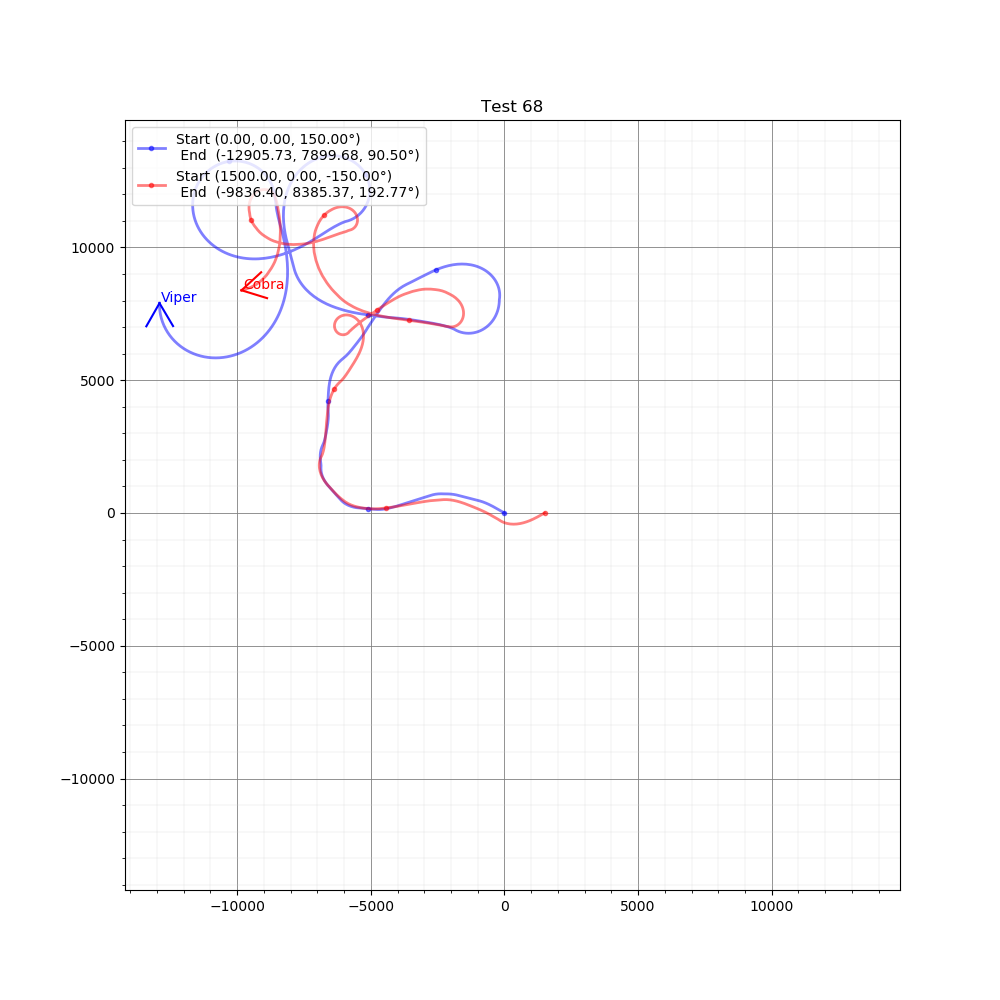 Test 68
Start (0.00, 0.00, 150.00°)
End  (-12905.73, 7899.68, 90.50°)
Start (1500.00, 0.00, -150.00°)
End  (-9836.40, 8385.37, 192.77°)
10000
Cobra
Viper
5000
0
−5000
−10000
−10000
−5000
0
5000
10000